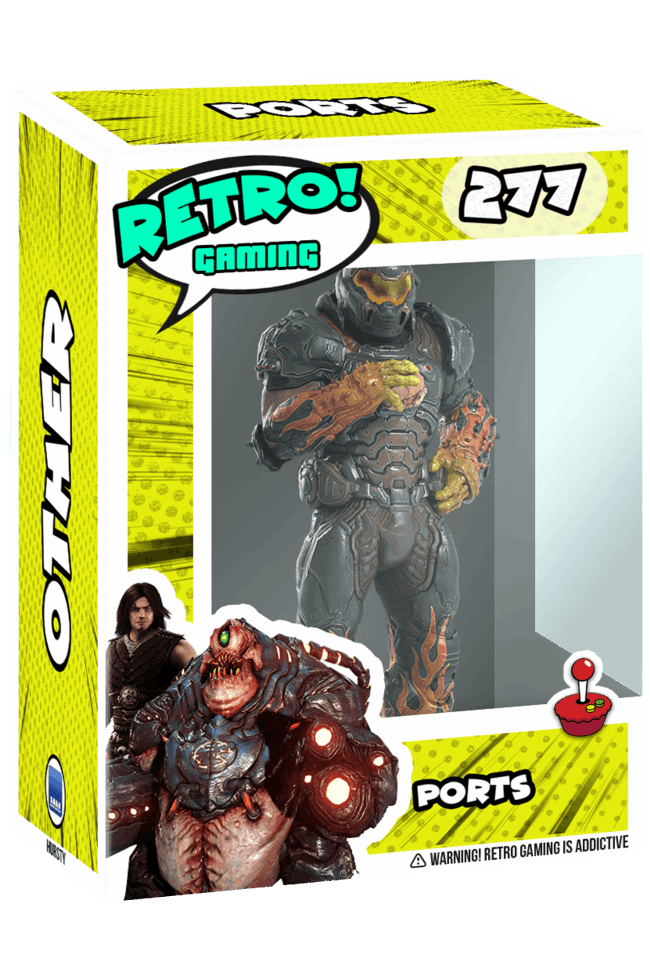 PORTS
RETRO!
GAMING
277
OTHER
PORTS
WARNING! RETRO GAMING IS ADDICTIVE
HURSTY